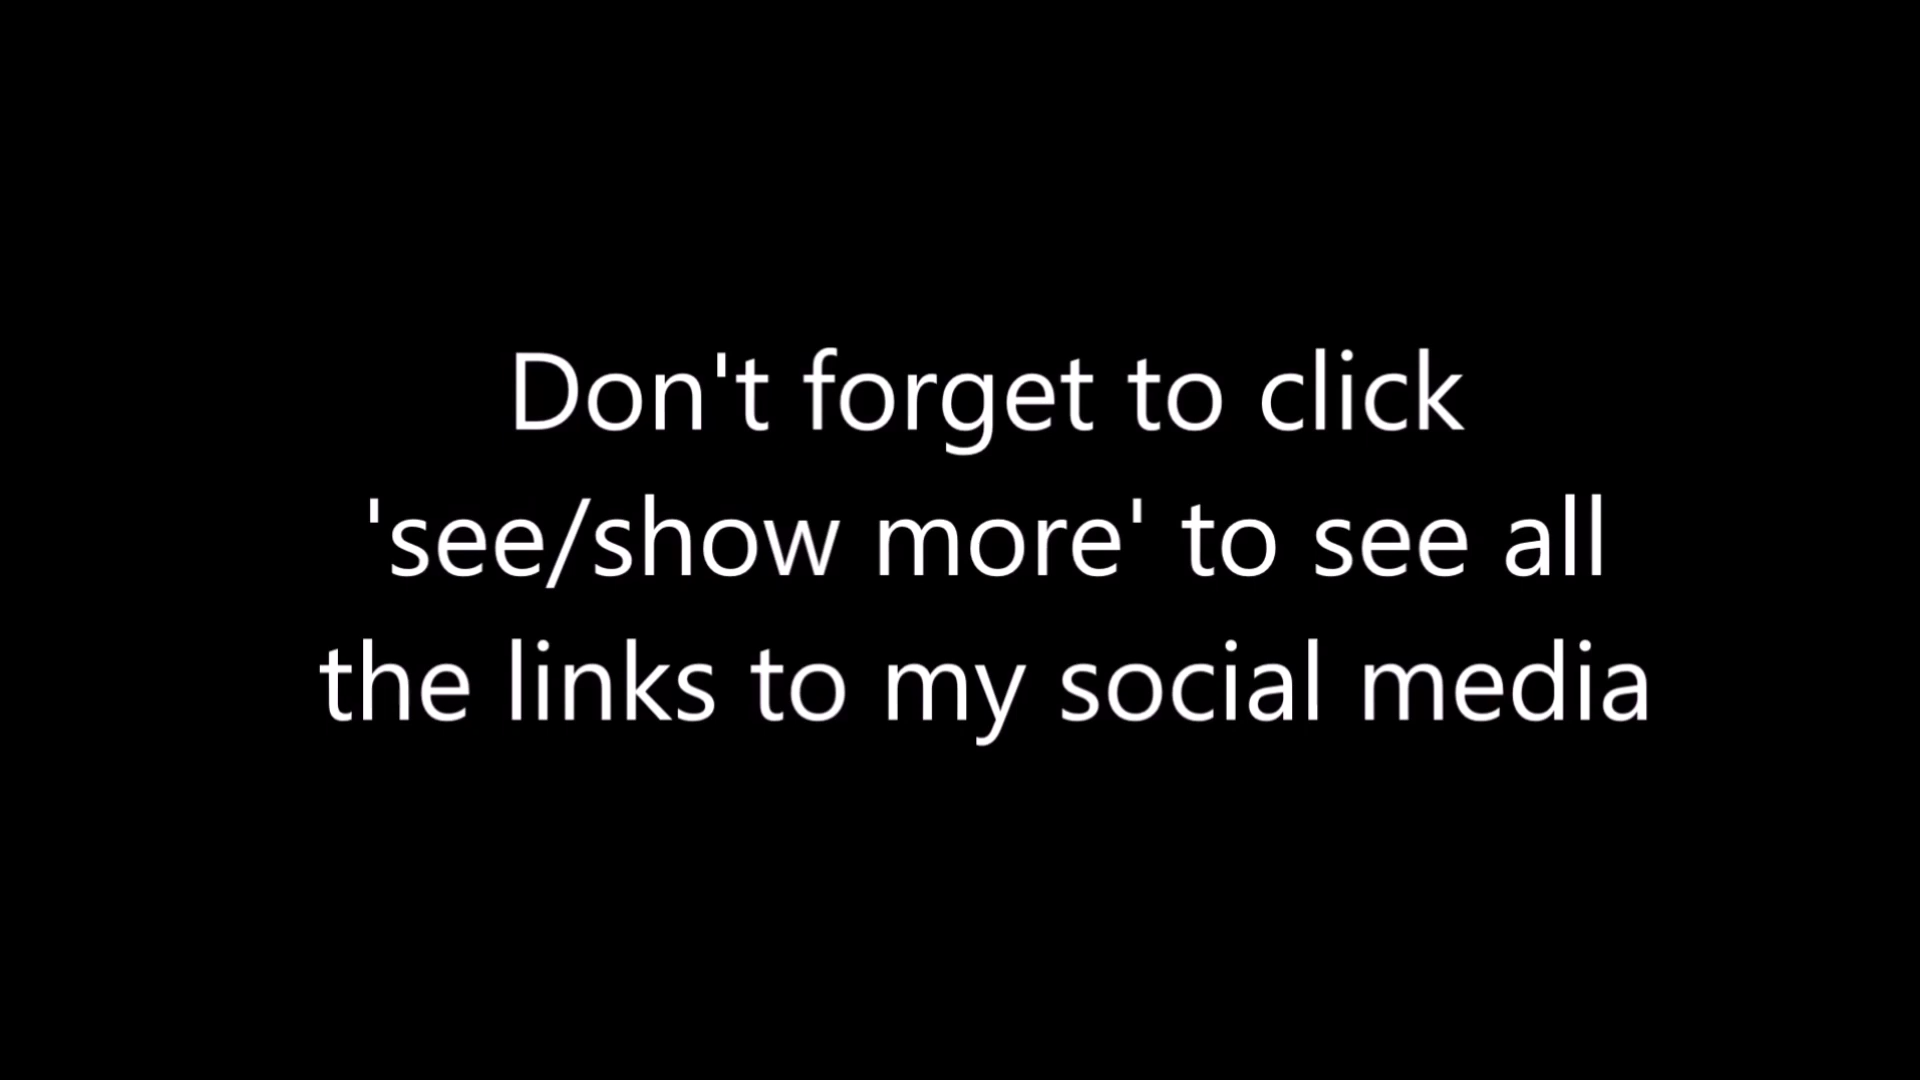 Don't forget to click
'see/show more' to see all
the links to my social media